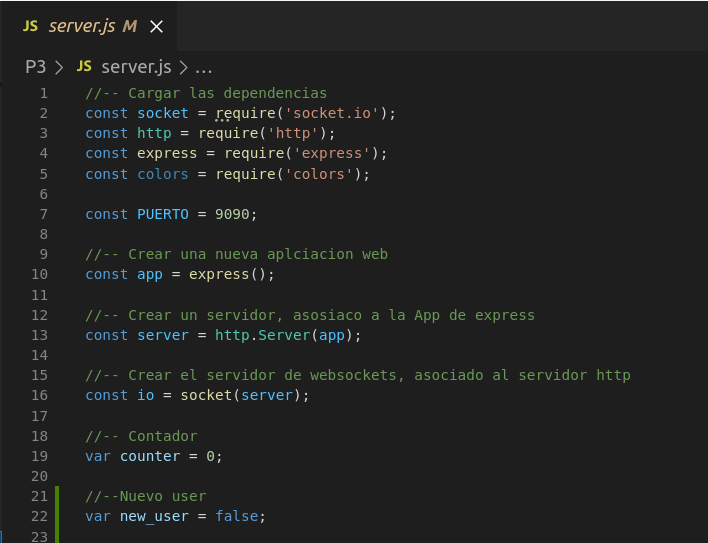 JS server.js M ×
P3 > JS server.js > ...
1 //-- Cargar las dependencias
2 const socket = require('socket.io');
3 const http = require('http');
4 const express = require('express');
5 const colors = require('colors');
6
7 const PUERTO = 9090;
8
9 //-- Crear una nueva aplciacion web
10 const app = express();
11
12 //-- Crear un servidor, asosiaco a la App de express
13 const server = http.Server(app);
14
15 //-- Crear el servidor de websockets, asociado al servidor http
16 const io = socket(server);
17
18 //-- Contador
19 var counter = 0;
20
21 //--Nuevo user
22 var new_user = false;
23